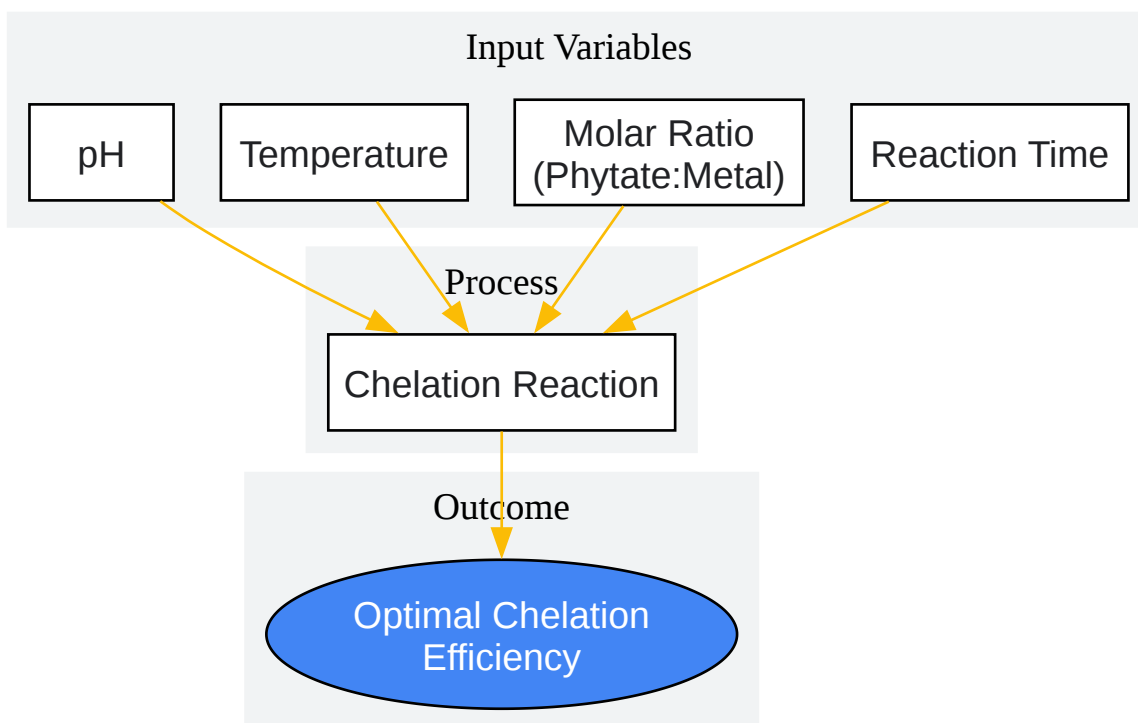 Input Variables
pH
Temperature
Molar Ratio
(Phytate:Metal)
Reaction Time
Process
Chelation Reaction
Outcome
Optimal Chelation
Efficiency